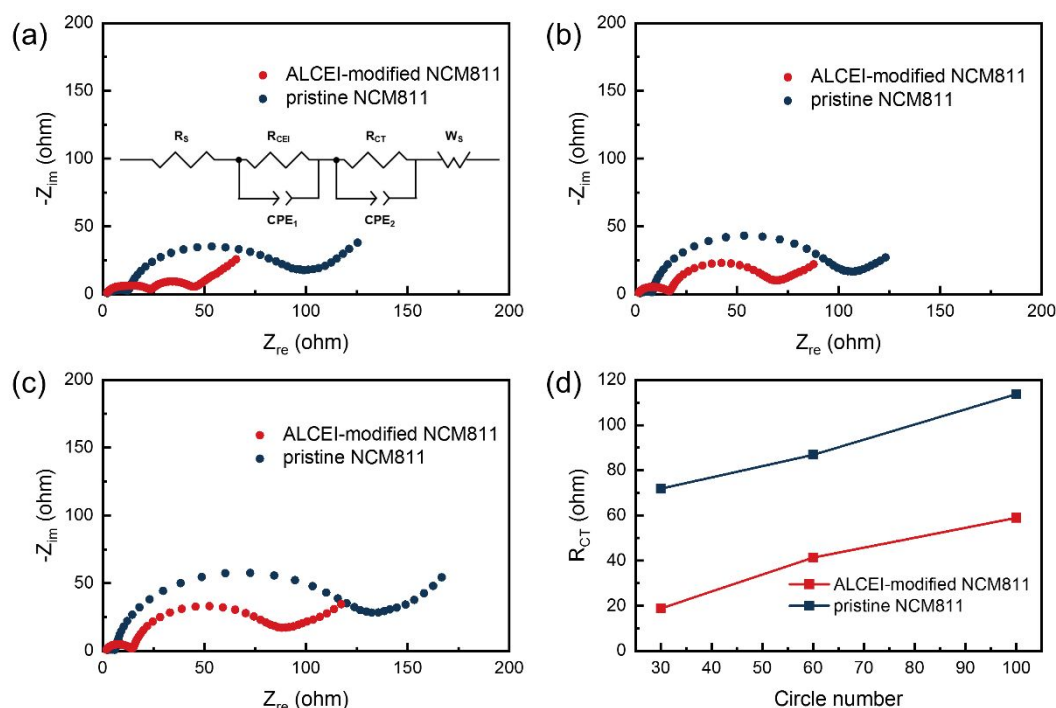 (a)
200
150
100
50
0
-Z_im (ohm)
ALCEI-modified NCM811
pristine NCM811
R_S
R_CEI
R_CT
W_S
CPE_1
CPE_2
0 50 100 150 200
Z_re (ohm)
(b)
200
150
100
50
0
-Z_im (ohm)
ALCEI-modified NCM811
pristine NCM811
0 50 100 150 200
Z_re (ohm)
(c)
200
150
100
50
0
-Z_im (ohm)
ALCEI-modified NCM811
pristine NCM811
0 50 100 150 200
Z_re (ohm)
(d)
120
100
80
60
40
20
0
R_CT (ohm)
ALCEI-modified NCM811
pristine NCM811
30 40 50 60 70 80 90 100
Circle number